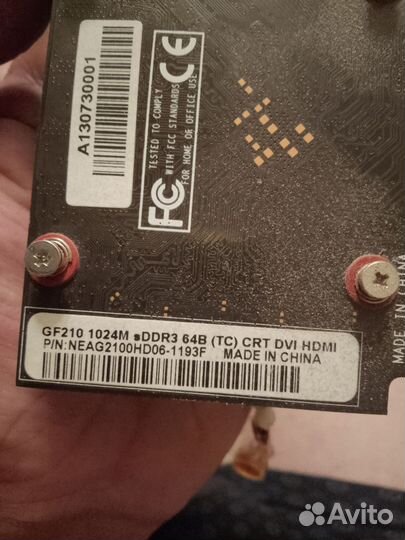 A130730001
FC
TESTED TO COMPLY
WITH FCC STANDARDS
FOR HOME OR OFFICE USE
CE
MADE IN CHINA
GF210 1024M sDDR3 64B (TC) CRT DVI HDMI
P/N:NEAG2100HD06-1193F MADE IN CHINA
Avito